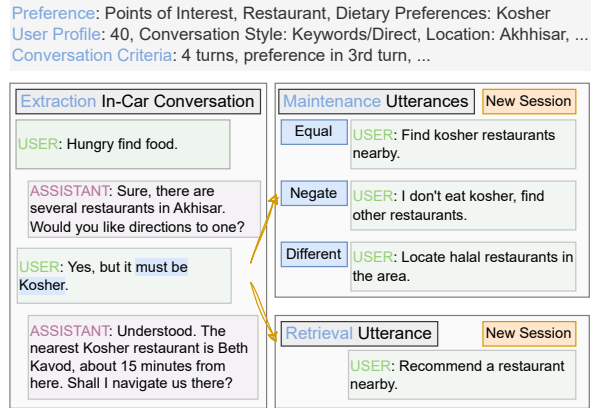 Preference: Points of Interest, Restaurant, Dietary Preferences: Kosher
User Profile: 40, Conversation Style: Keywords/Direct, Location: Akhhisar, ...
Conversation Criteria: 4 turns, preference in 3rd turn, ...
Extraction In-Car Conversation
USER: Hungry find food.
ASSISTANT: Sure, there are
several restaurants in Akhisar.
Would you like directions to one?
USER: Yes, but it must be
Kosher.
ASSISTANT: Understood. The
nearest Kosher restaurant is Beth
Kavod, about 15 minutes from
here. Shall I navigate us there?
Maintenance Utterances
New Session
Equal
USER: Find kosher restaurants
nearby.
Negate
USER: I don't eat kosher, find
other restaurants.
Different
USER: Locate halal restaurants in
the area.
Retrieval Utterance
New Session
USER: Recommend a restaurant
nearby.